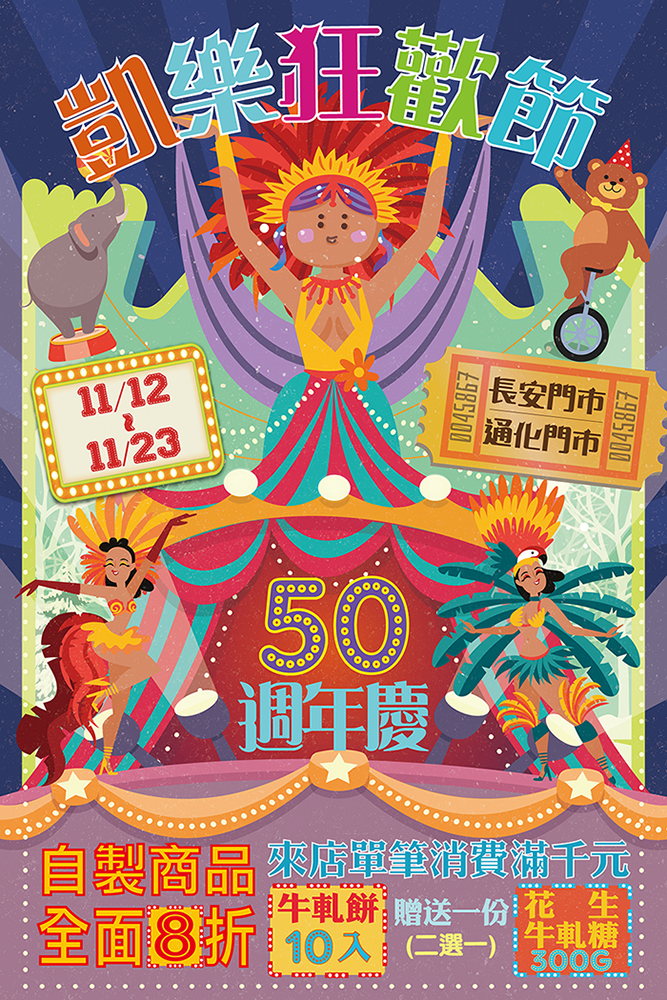 凱樂狂歡節
11/12
~
11/23
0045867
長安門市
通化門市
0045867
50
週年慶
自製商品
全面8折
來店單筆消費滿千元
牛軋餅
10入
贈送一份
(二選一)
花生
牛軋糖
300G